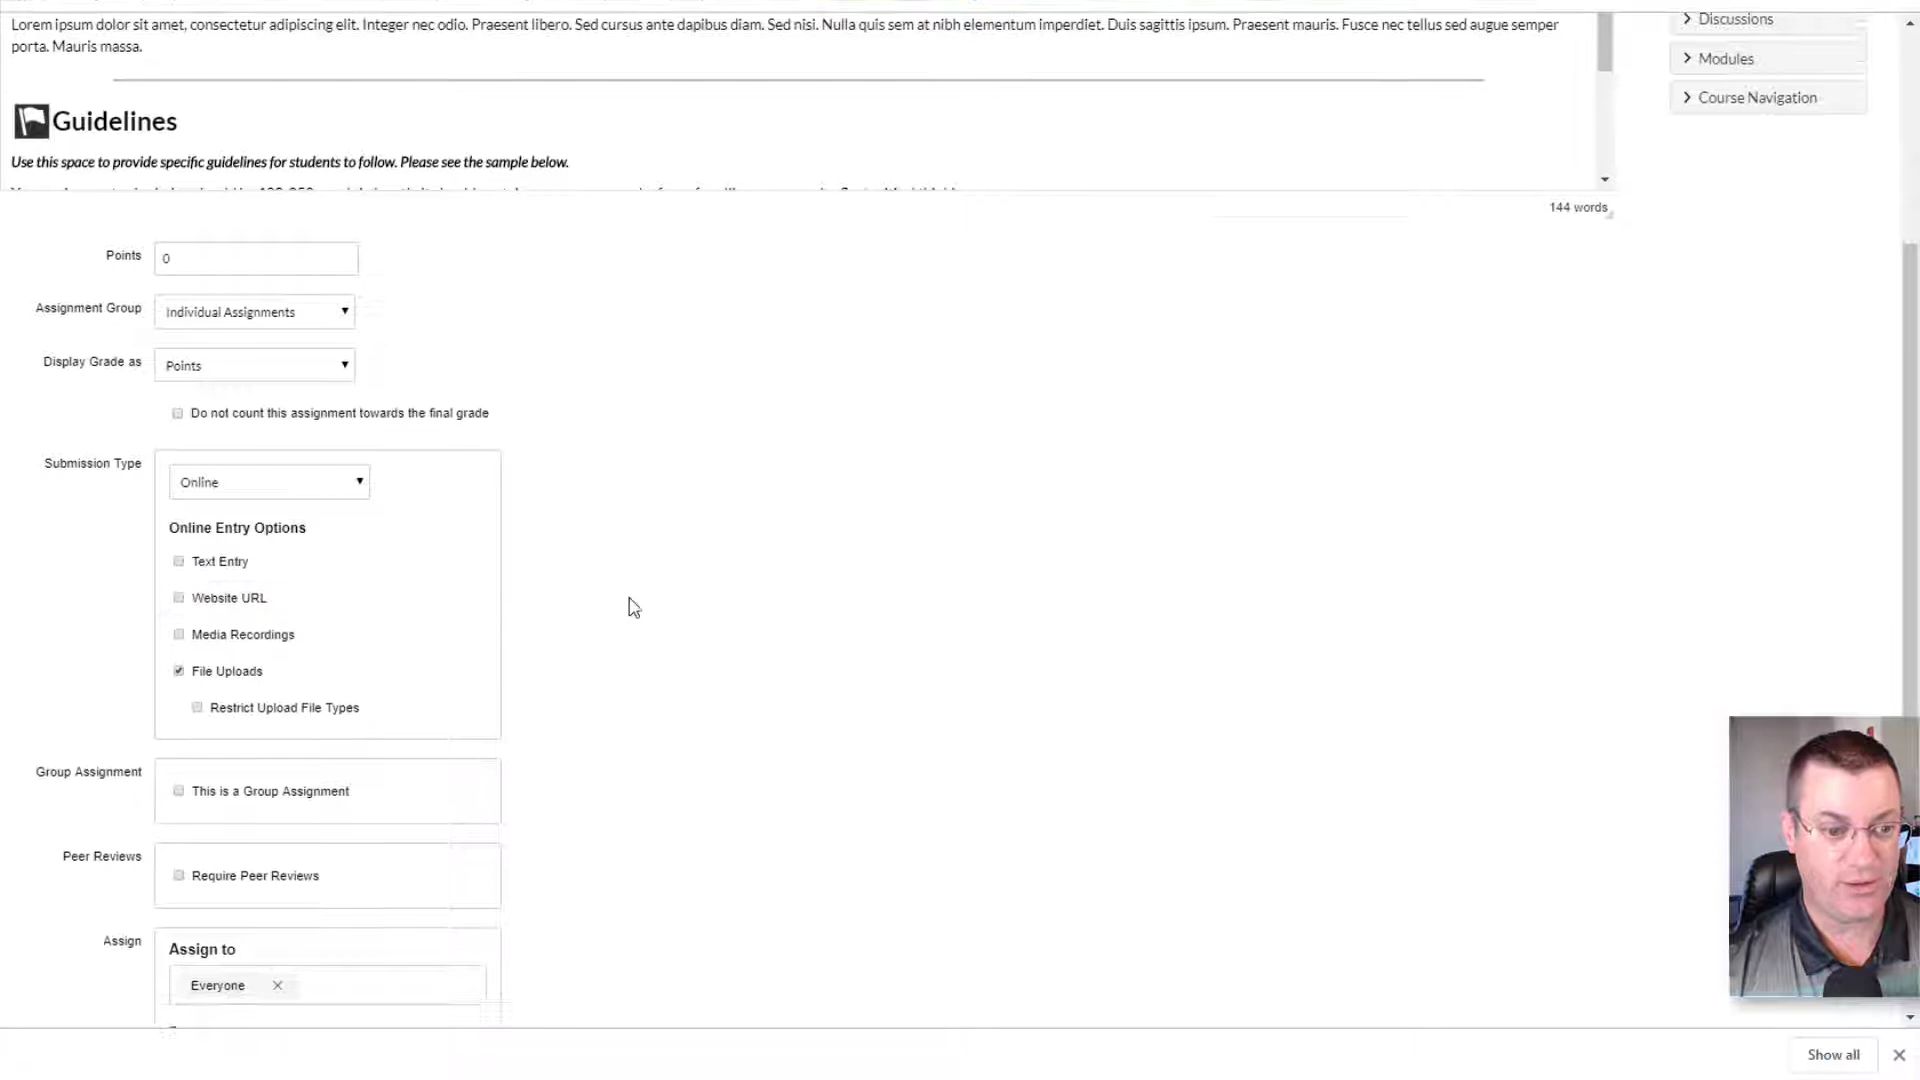 Lorem ipsum dolor sit amet, consectetur adipiscing elit. Integer nec odio. Praesent libero. Sed cursus ante dapibus diam. Sed nisi. Nulla quis sem at nibh elementum imperdiet. Duis sagittis ipsum. Praesent mauris. Fusce nec tellus sed augue semper
porta. Mauris massa.
Guidelines
Use this space to provide specific guidelines for students to follow. Please see the sample below.
144 words
Discussions
Modules
Course Navigation
Points 0
Assignment Group Individual Assignments
Display Grade as Points
Do not count this assignment towards the final grade
Submission Type
Online
Online Entry Options
Text Entry
Website URL
Media Recordings
File Uploads
Restrict Upload File Types
Group Assignment
This is a Group Assignment
Peer Reviews
Require Peer Reviews
Assign
Assign to
Everyone
Show all